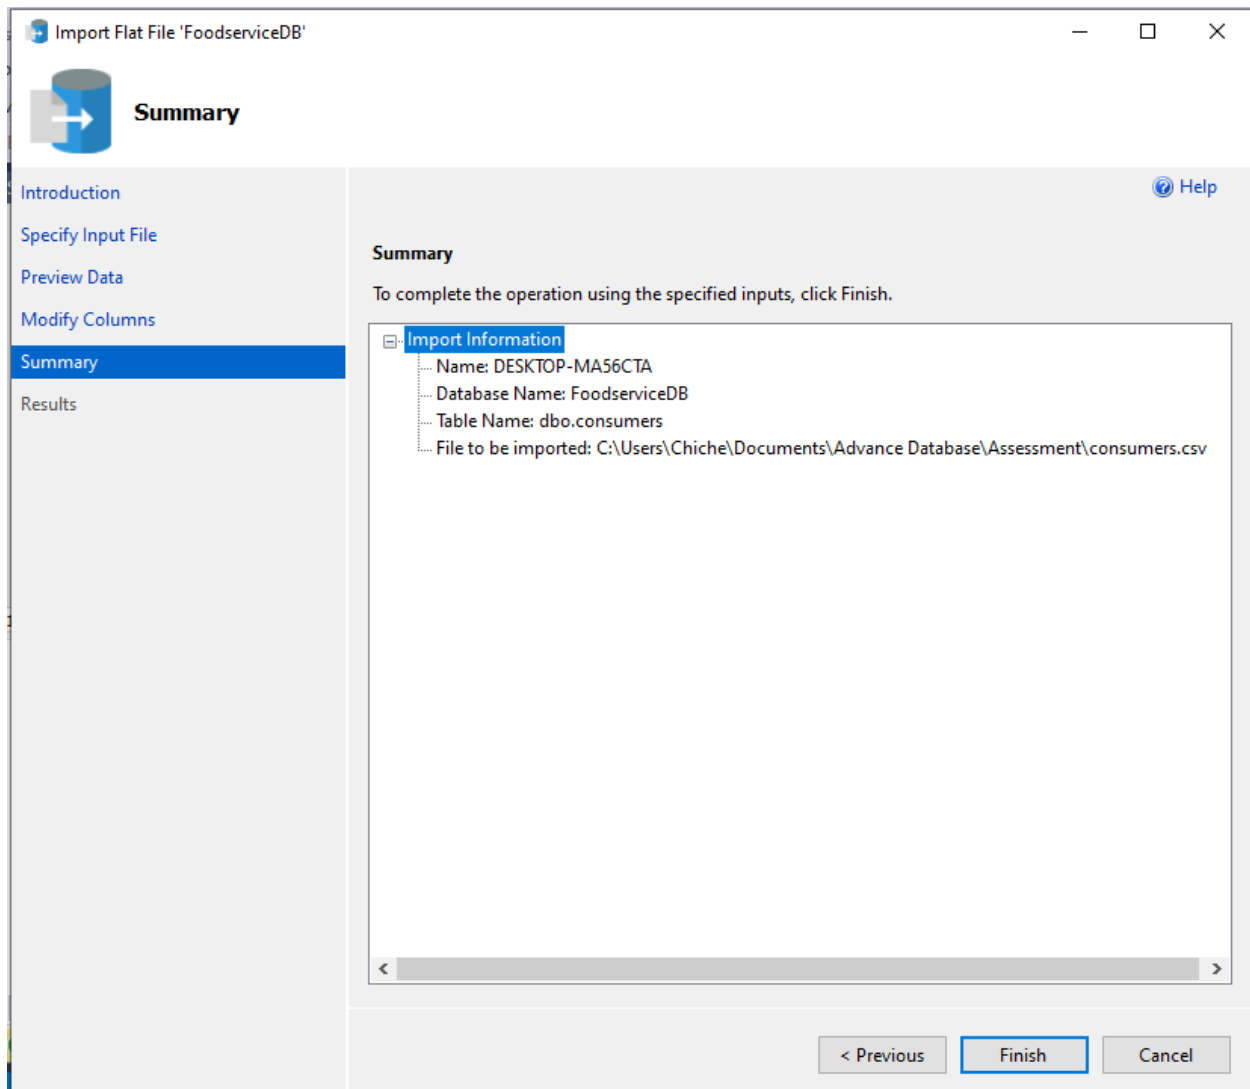 Import Flat File 'FoodserviceDB'
Summary
Introduction
Specify Input File
Preview Data
Modify Columns
Summary
Results
Help
Summary
To complete the operation using the specified inputs, click Finish.
Import Information
Name: DESKTOP-MA56CTA
Database Name: FoodserviceDB
Table Name: dbo.consumers
File to be imported: C:\Users\Chiche\Documents\Advance Database\Assessment\consumers.csv
< Previous
Finish
Cancel